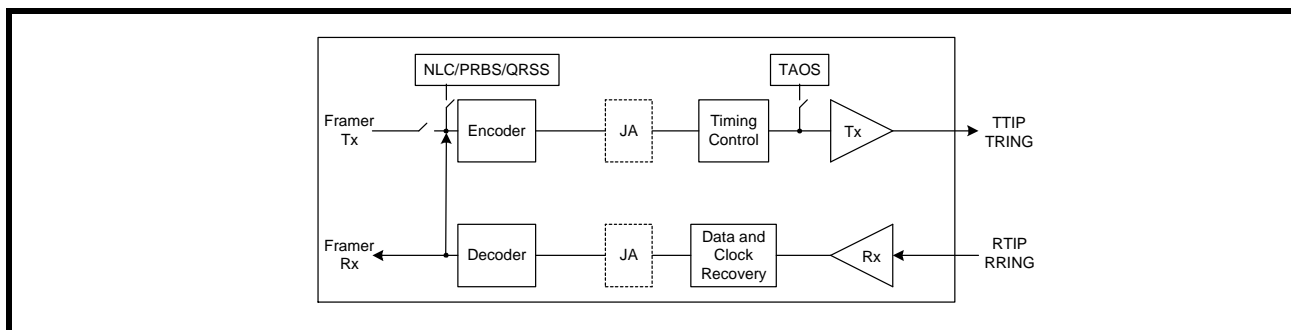 NLC/PRBS/QRSS
TAOS
Framer
Tx
Encoder
JA
Timing
Control
Tx
TTIP
TRING
Framer
Rx
Decoder
JA
Data and
Clock
Recovery
Rx
RTIP
RRING